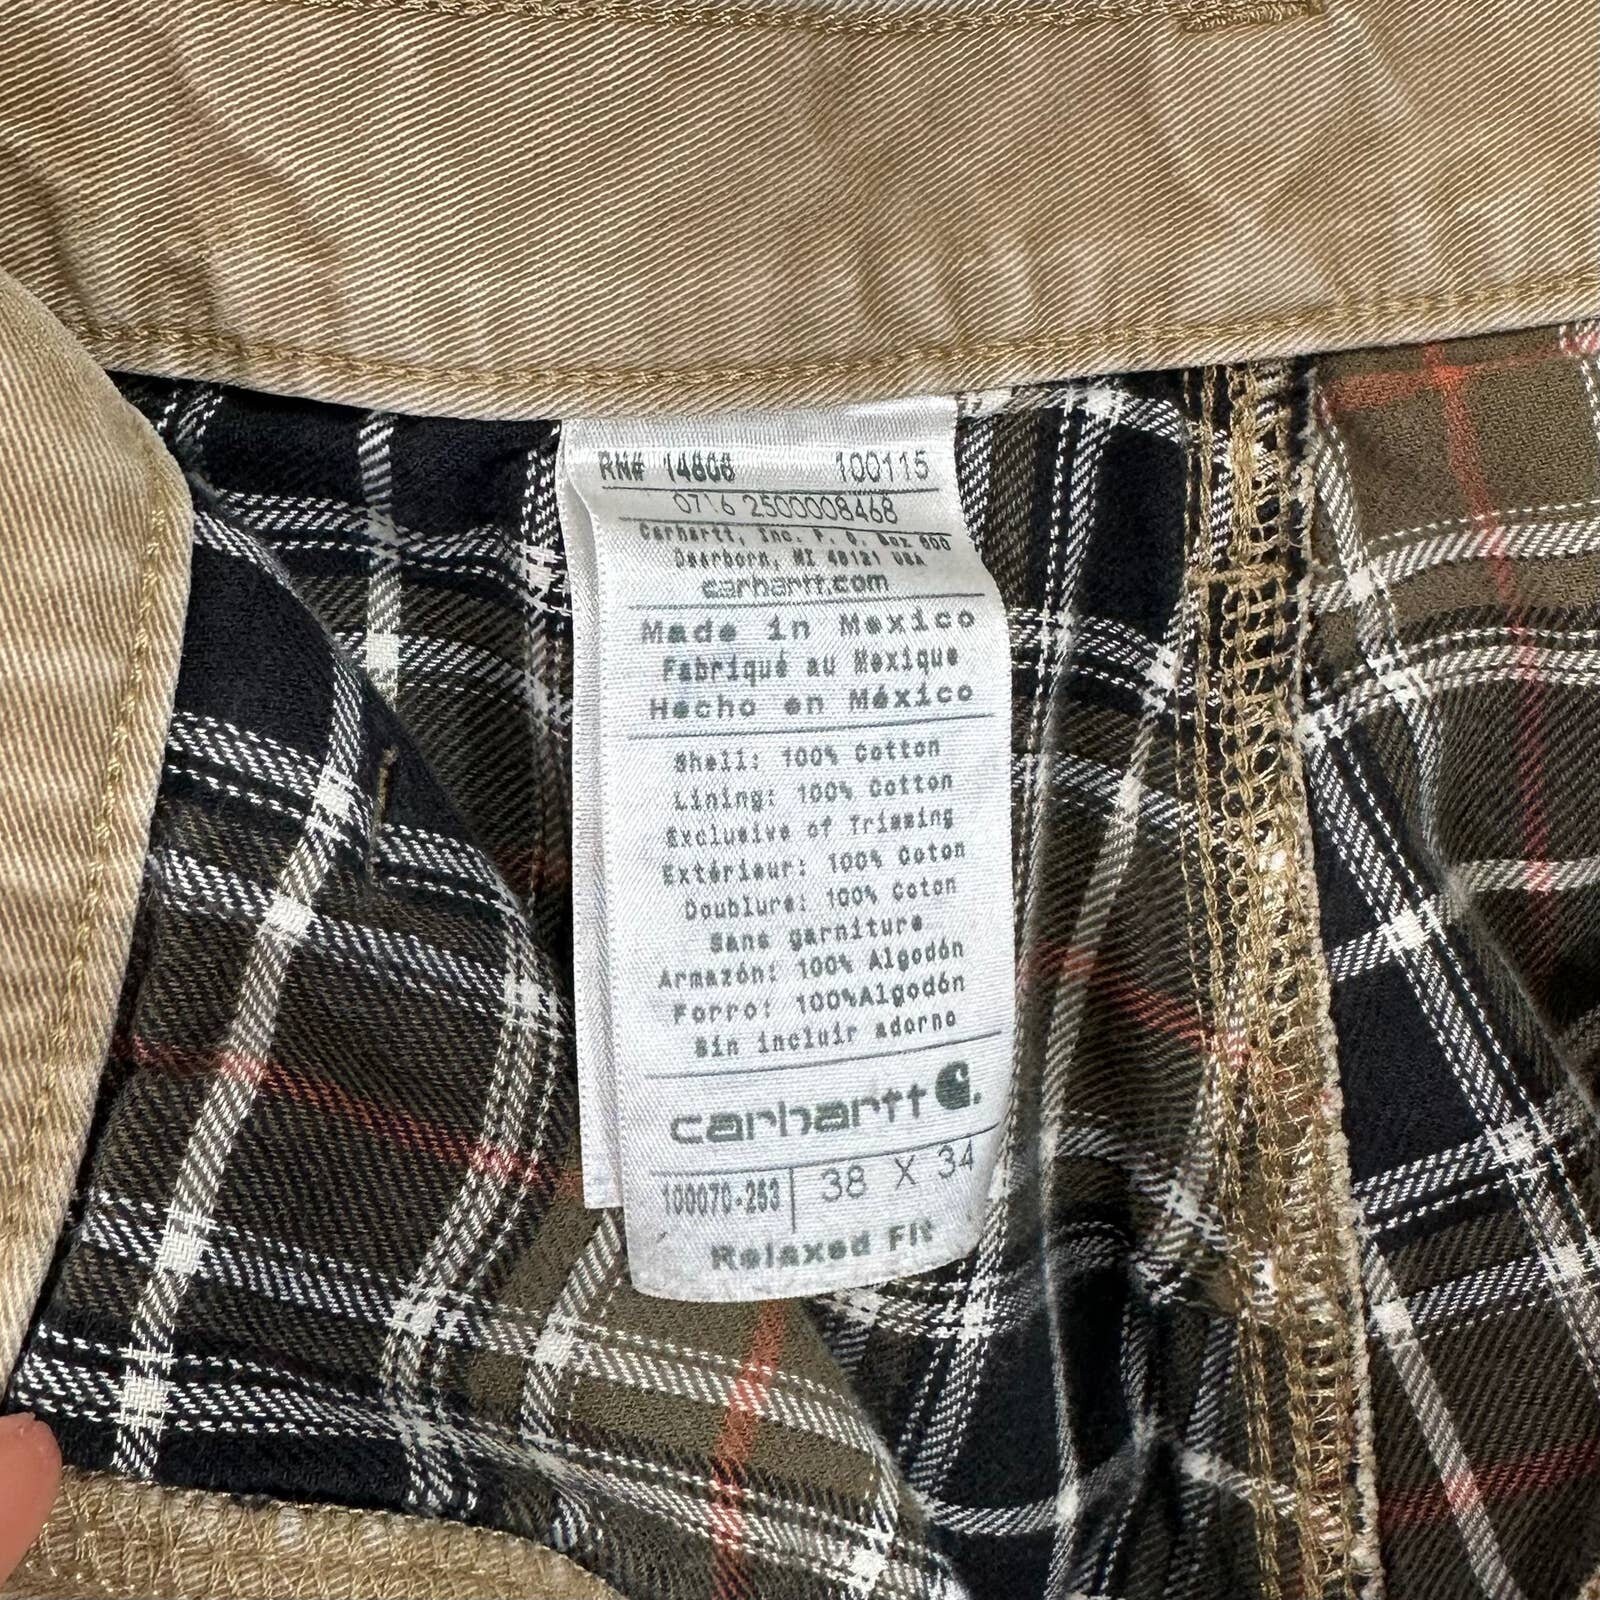 RN# 14806 100115
0716 2500008468
Carhartt, Inc. P. O. Box 600
Dearborn, MI 48121 USA
carhartt.com
Made in Mexico
Fabriqué au Mexique
Hecho en México
Shell: 100% Cotton
Lining: 100% Cotton
Exclusive of Trimming
Extérieur: 100% Coton
Doublure: 100% Coton
Sans garniture
Armazón: 100% Algodón
Forro: 100%Algodón
Sin incluir adorno
carhartt
100070-253 38 X 34
Relaxed Fit